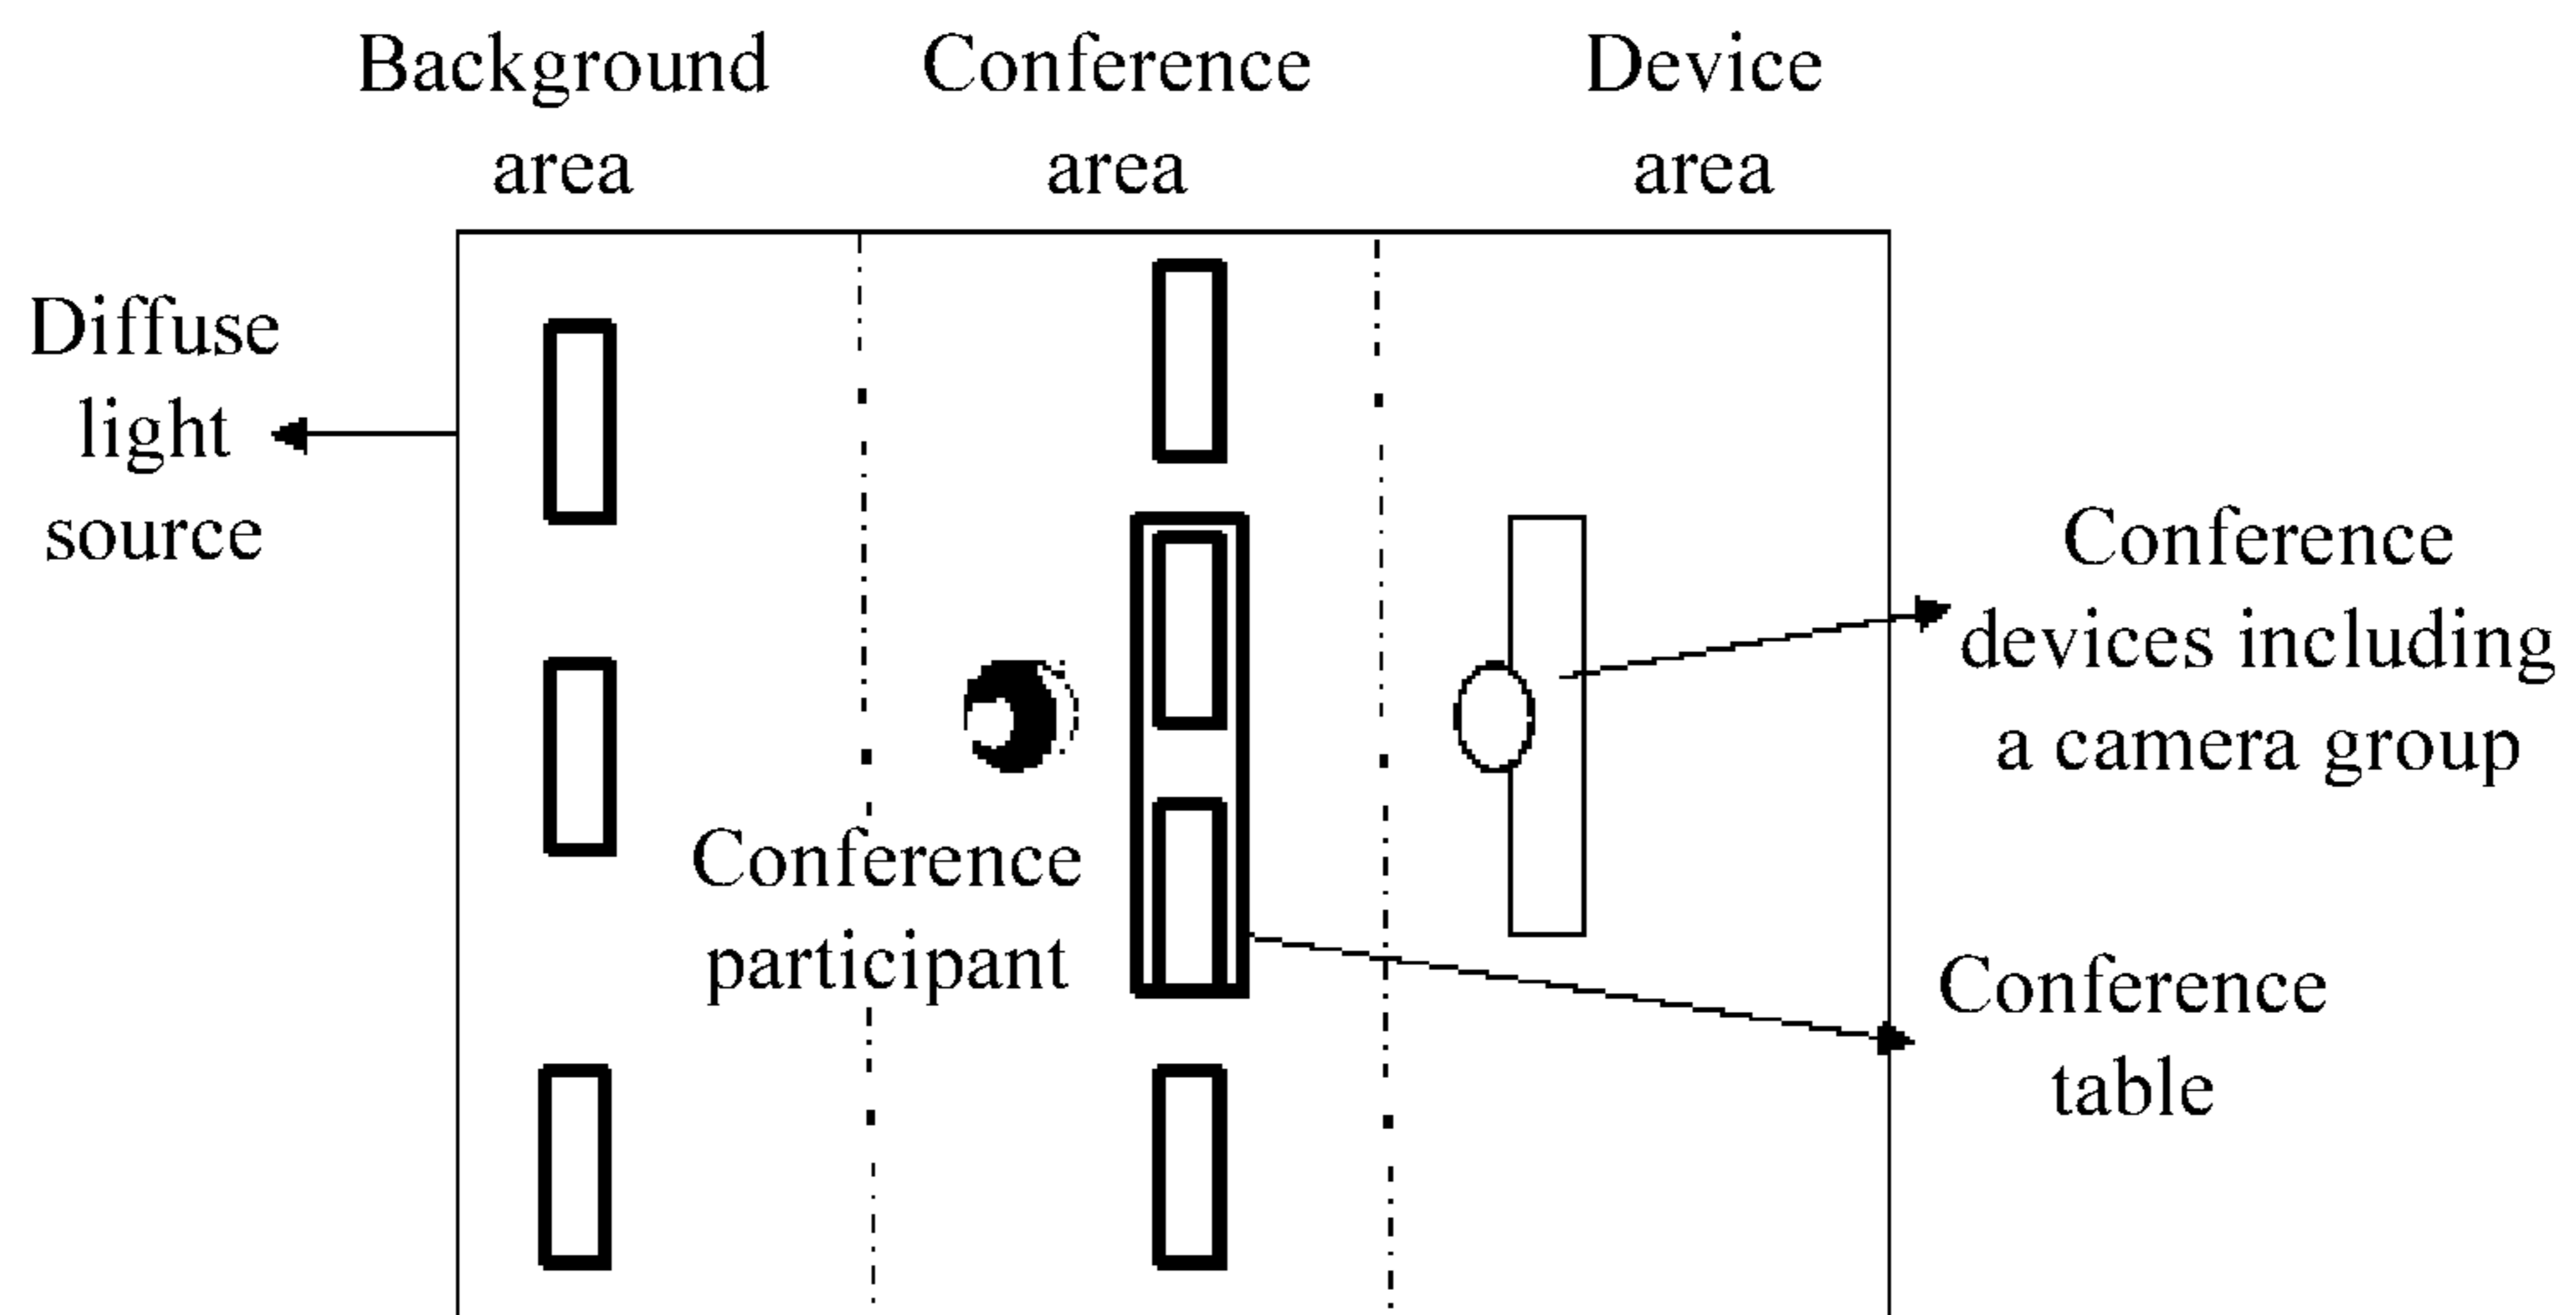 Background
area
Conference
area
Device
area
Diffuse
light
source
Conference
devices including
a camera group
Conference
participant
Conference
table